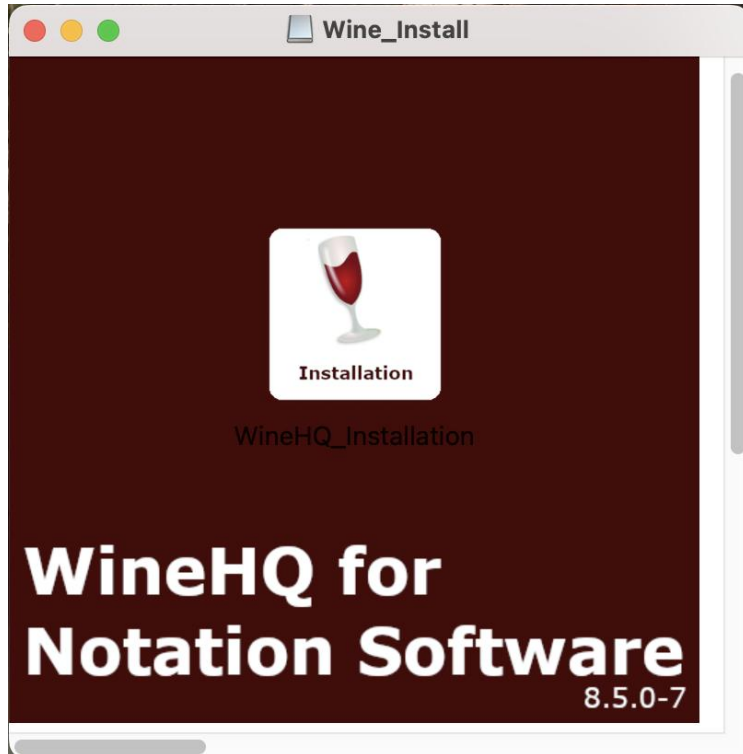 Wine_Install
Installation
WineHQ_Installation
WineHQ for
Notation Software
8.5.0-7